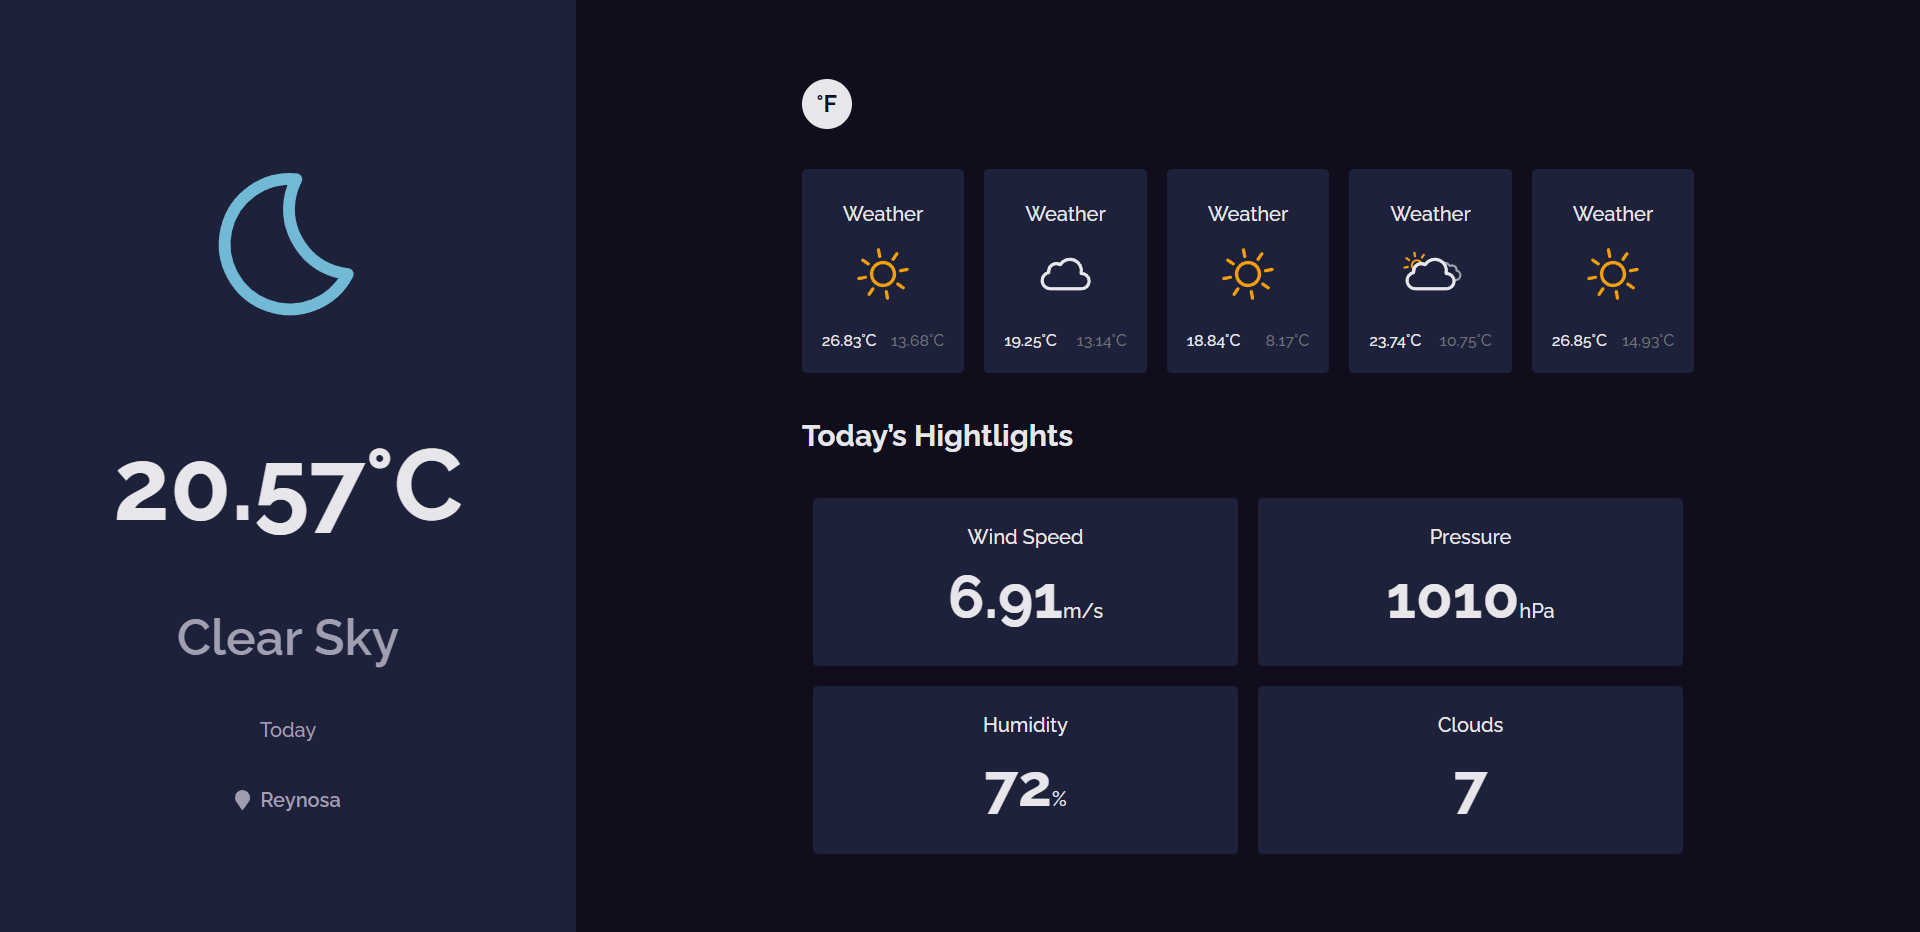 20.57°C
Clear Sky
Today
Reynosa
°F
Weather
26.83°C 13.68°C
Weather
19.25°C 13.14°C
Weather
18.84°C 8.17°C
Weather
23.74°C 10.75°C
Weather
26.85°C 14.93°C
Today's Hightlights
Wind Speed
6.91m/s
Pressure
1010hPa
Humidity
72%
Clouds
7